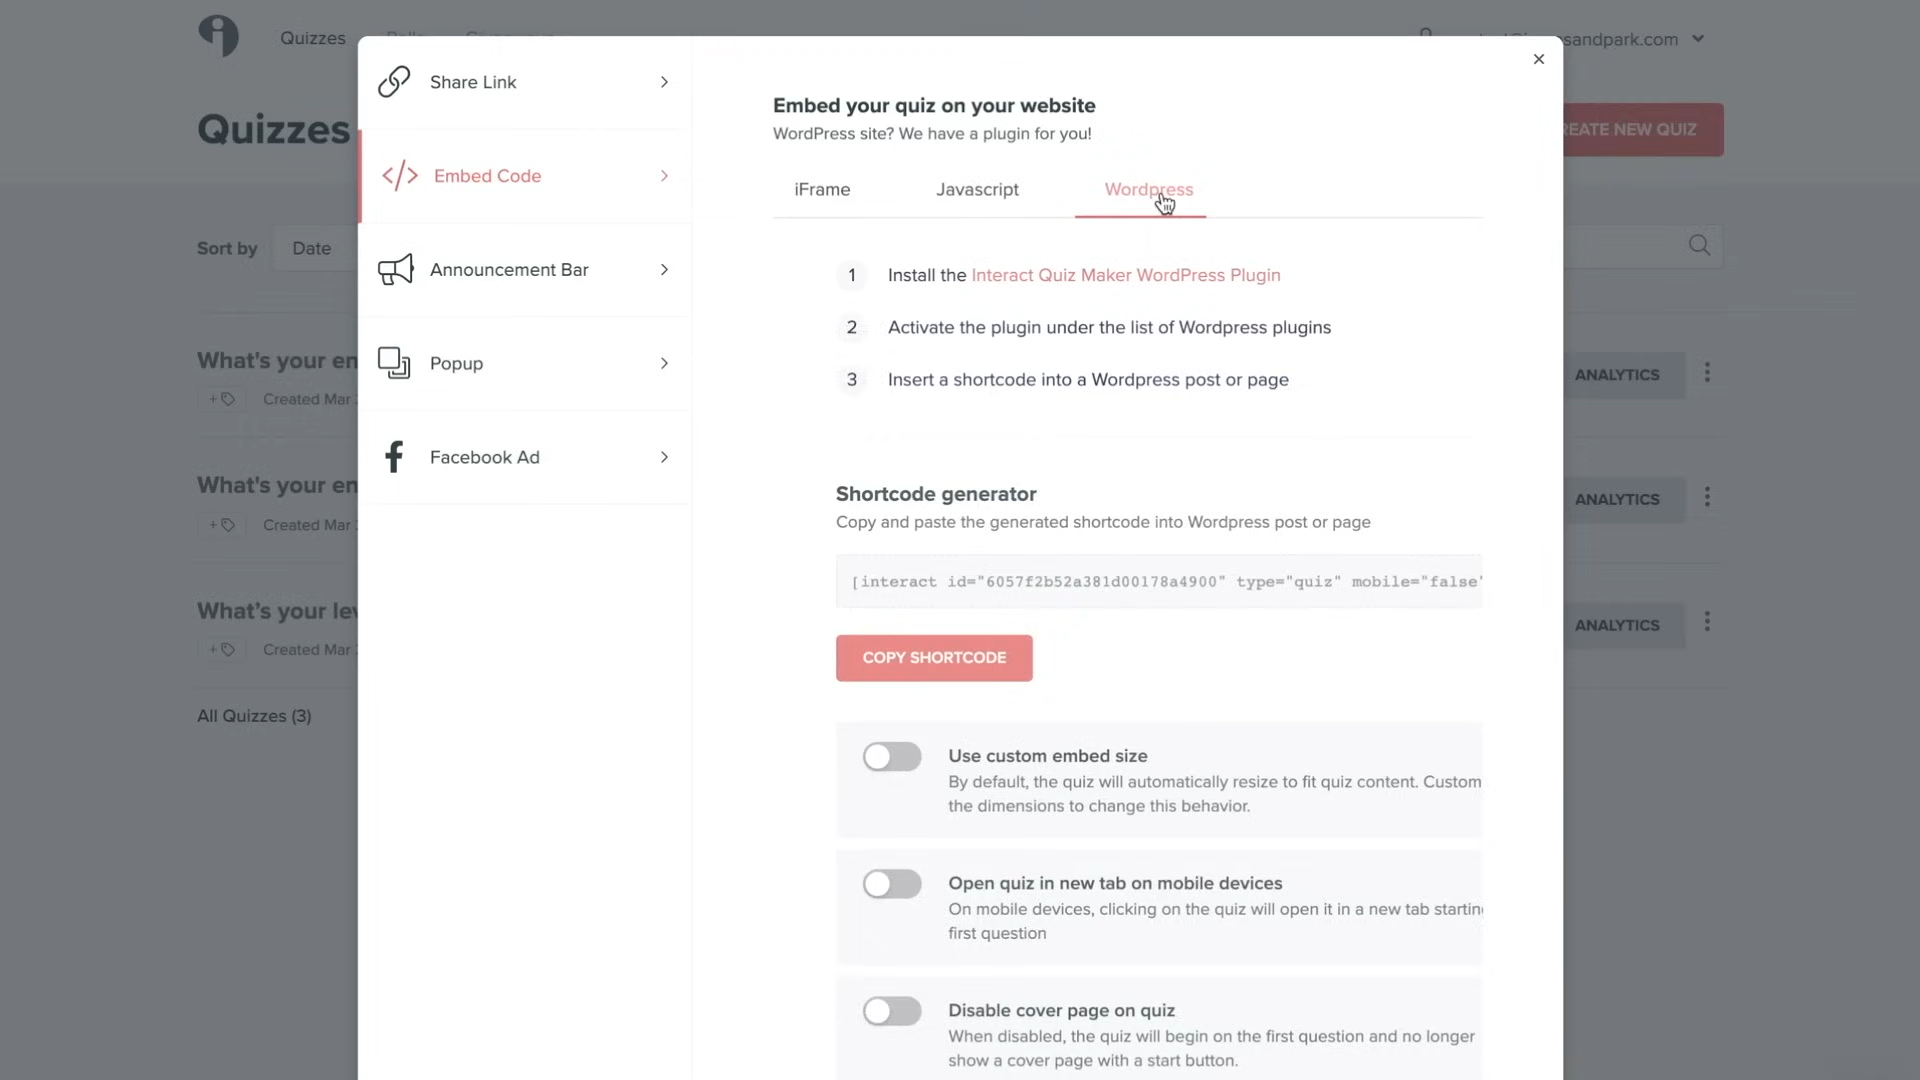 Quizzes
sandpark.com
Quizzes
REATE NEW QUIZ
Share Link
Embed Code
Announcement Bar
Popup
Facebook Ad
Embed your quiz on your website
WordPress site? We have a plugin for you!
iFrame Javascript Wordpress
1 Install the Interact Quiz Maker WordPress Plugin
2 Activate the plugin under the list of Wordpress plugins
3 Insert a shortcode into a Wordpress post or page
Shortcode generator
Copy and paste the generated shortcode into Wordpress post or page
[interact id="6057f2b52a381d00178a4900" type="quiz" mobile="false"
COPY SHORTCODE
Use custom embed size
By default, the quiz will automatically resize to fit quiz content. Custom
the dimensions to change this behavior.
Open quiz in new tab on mobile devices
On mobile devices, clicking on the quiz will open it in a new tab startin
first question
Disable cover page on quiz
When disabled, the quiz will begin on the first question and no longer
show a cover page with a start button.
Sort by Date
What's your en
+ Created Mar
ANALYTICS
What's your en
+ Created Mar
ANALYTICS
What's your lev
+ Created Mar
ANALYTICS
All Quizzes (3)